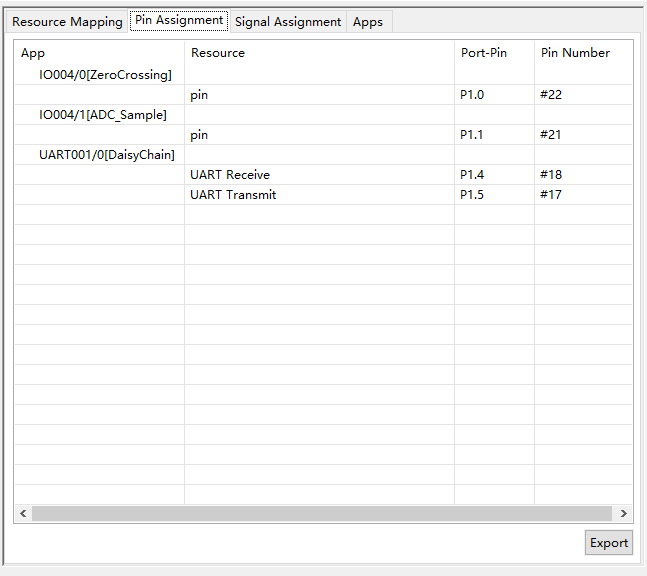 Resource Mapping Pin Assignment Signal Assignment Apps
App Resource Port-Pin Pin Number
IO004/0[ZeroCrossing]
pin P1.0 #22
IO004/1[ADC_Sample]
pin P1.1 #21
UART001/0[DaisyChain]
UART Receive P1.4 #18
UART Transmit P1.5 #17
Export